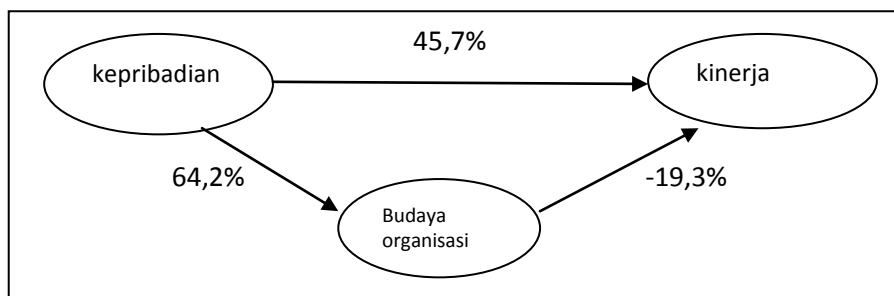 45,7%
kepribadian
kinerja
64,2%
-19,3%
Budaya
organisasi